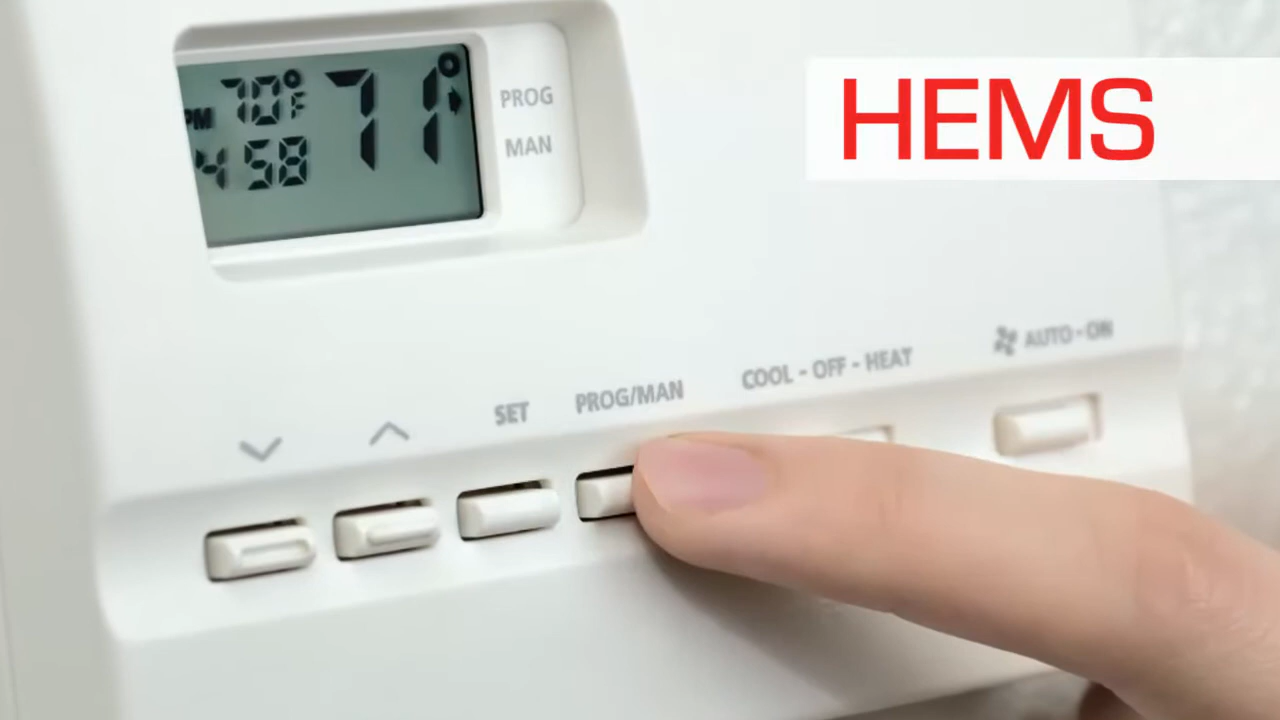 HEMS
70°F 71°
PM
4 58
PROG
MAN
SET
PROG/MAN
COOL - OFF - HEAT
AUTO - ON